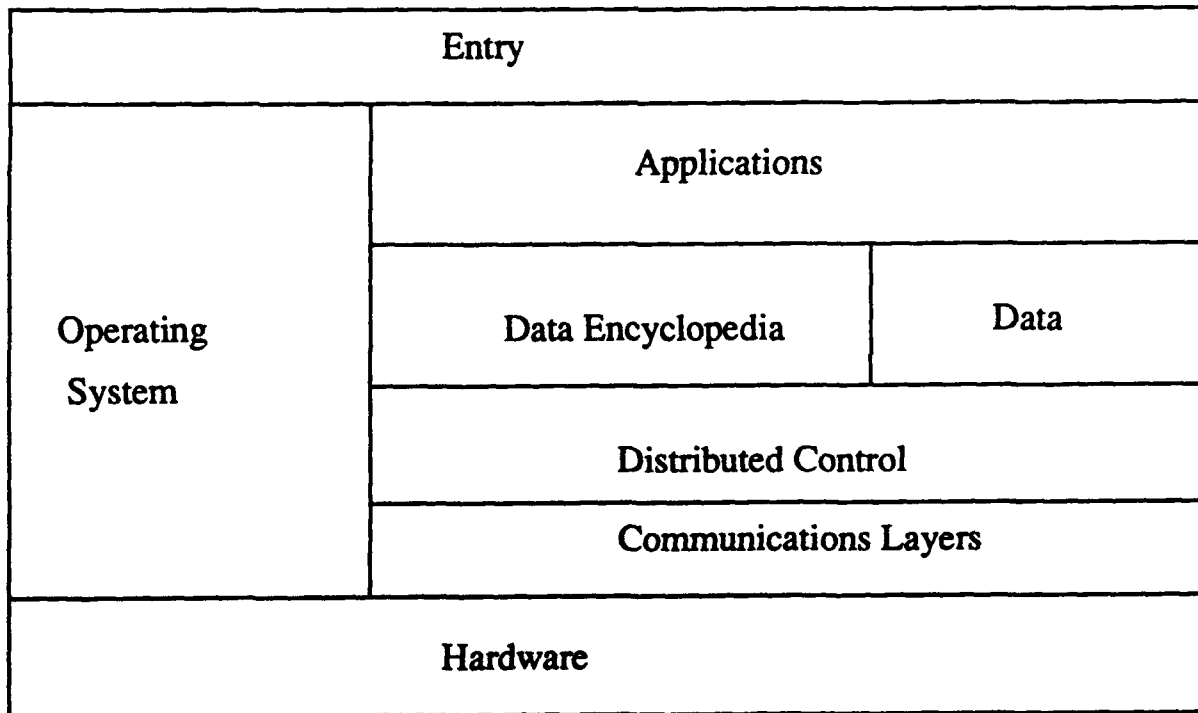 Entry
Applications
Operating
System
Data Encyclopedia
Data
Distributed Control
Communications Layers
Hardware